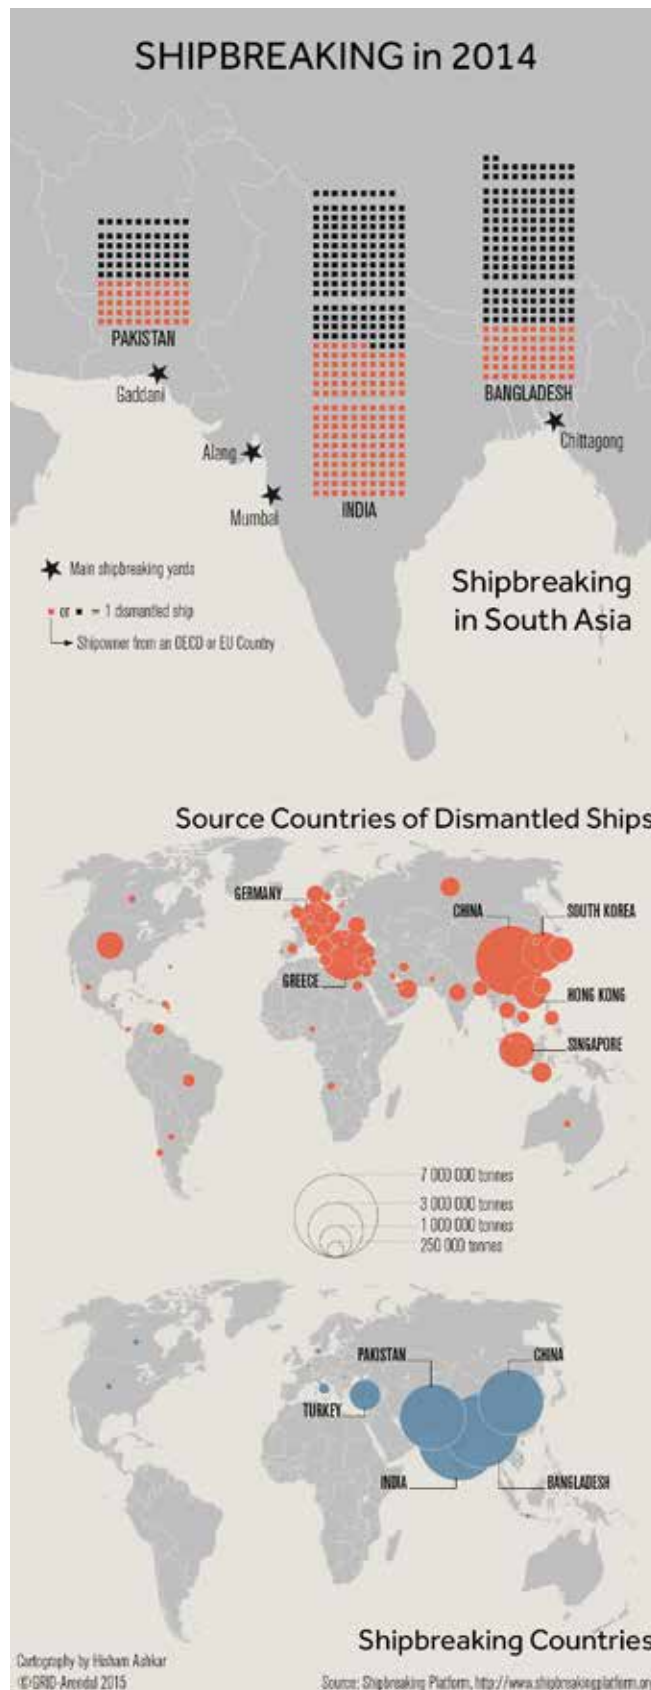 SHIPBREAKING in 2014
PAKISTAN
Gaddani
BANGLADESH
Chittagong
Alang
Mumbai
INDIA
Main shipbreaking yards
or = 1 dismantled ship
Shipowner from an OECD or EU Country
Shipbreaking
in South Asia
Source Countries of Dismantled Ships
GERMANY
CHINA
SOUTH KOREA
GREECE
HONG KONG
SINGAPORE
7 000 000 tonnes
3 000 000 tonnes
1 000 000 tonnes
250 000 tonnes
PAKISTAN
CHINA
TURKEY
INDIA
BANGLADESH
Shipbreaking Countries
Cartography by Hisham Ashkar
©GRID-Arendal 2015
Source: Shipbreaking Platform, http://www.shipbreakingplatform.or